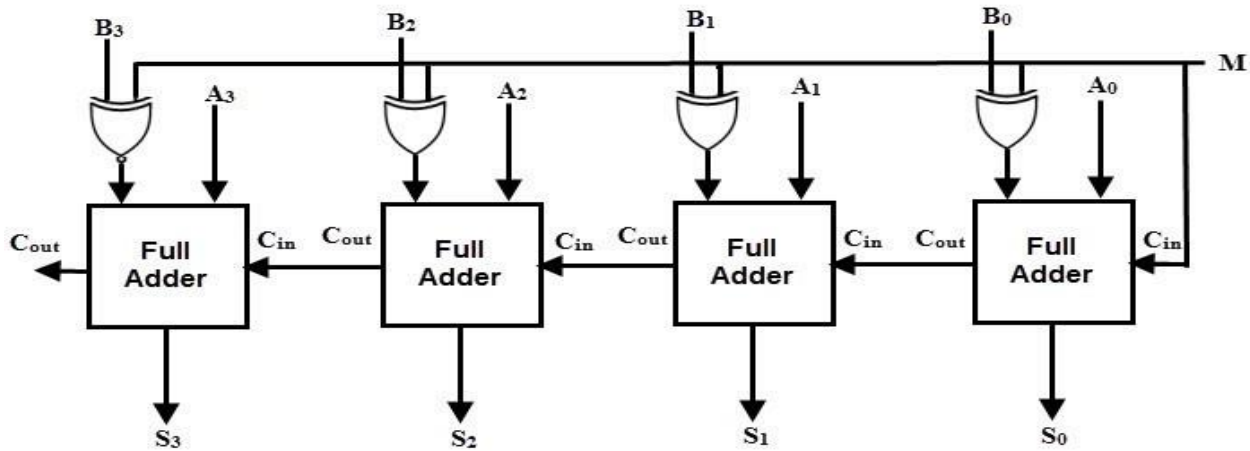 B3 B2 B1 B0
M
A3 A2 A1 A0
Cout Full Adder Cin Cout Full Adder Cin Cout Full Adder Cin Cout Full Adder Cin
S3 S2 S1 S0